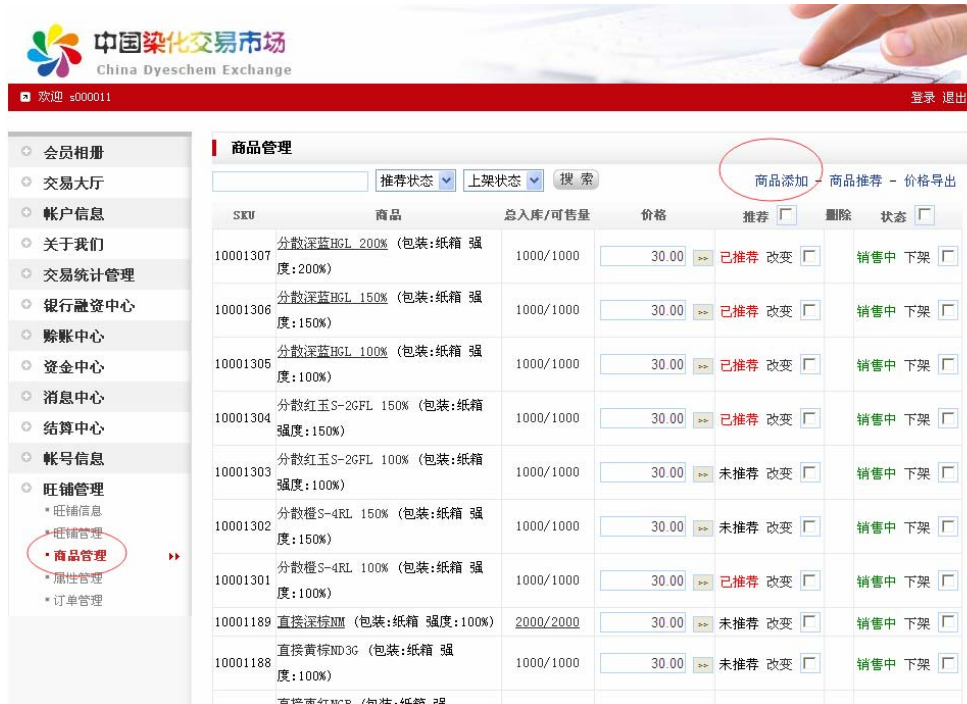 中国染化交易市场
China Dyeschem Exchange
欢迎 s000011
登录 退出
会员相册
交易大厅
帐户信息
关于我们
交易统计管理
银行融资中心
赊账中心
资金中心
消息中心
结算中心
帐号信息
旺铺管理
旺铺信息
旺铺管理
商品管理
属性管理
订单管理
商品管理
推荐状态 上架状态 搜 索 商品添加 - 商品推荐 - 价格导出
SKU 商品 总入库/可售量 价格 推荐 删除 状态
10001307 分散深蓝HGL 200% (包装:纸箱 强
度:200%) 1000/1000 30.00 >> 已推荐 改变 销售中 下架
10001306 分散深蓝HGL 150% (包装:纸箱 强
度:150%) 1000/1000 30.00 >> 已推荐 改变 销售中 下架
10001305 分散深蓝HGL 100% (包装:纸箱 强
度:100%) 1000/1000 30.00 >> 已推荐 改变 销售中 下架
10001304 分散红玉S-2GFL 150% (包装:纸箱
强度:150%) 1000/1000 30.00 >> 已推荐 改变 销售中 下架
10001303 分散红玉S-2GFL 100% (包装:纸箱
强度:100%) 1000/1000 30.00 >> 未推荐 改变 销售中 下架
10001302 分散橙S-4RL 150% (包装:纸箱 强
度:150%) 1000/1000 30.00 >> 未推荐 改变 销售中 下架
10001301 分散橙S-4RL 100% (包装:纸箱 强
度:100%) 1000/1000 30.00 >> 已推荐 改变 销售中 下架
10001189 直接深棕NM (包装:纸箱 强度:100%) 2000/2000 30.00 >> 未推荐 改变 销售中 下架
10001188 直接黄棕ND3G (包装:纸箱 强
度:100%) 1000/1000 30.00 >> 未推荐 改变 销售中 下架